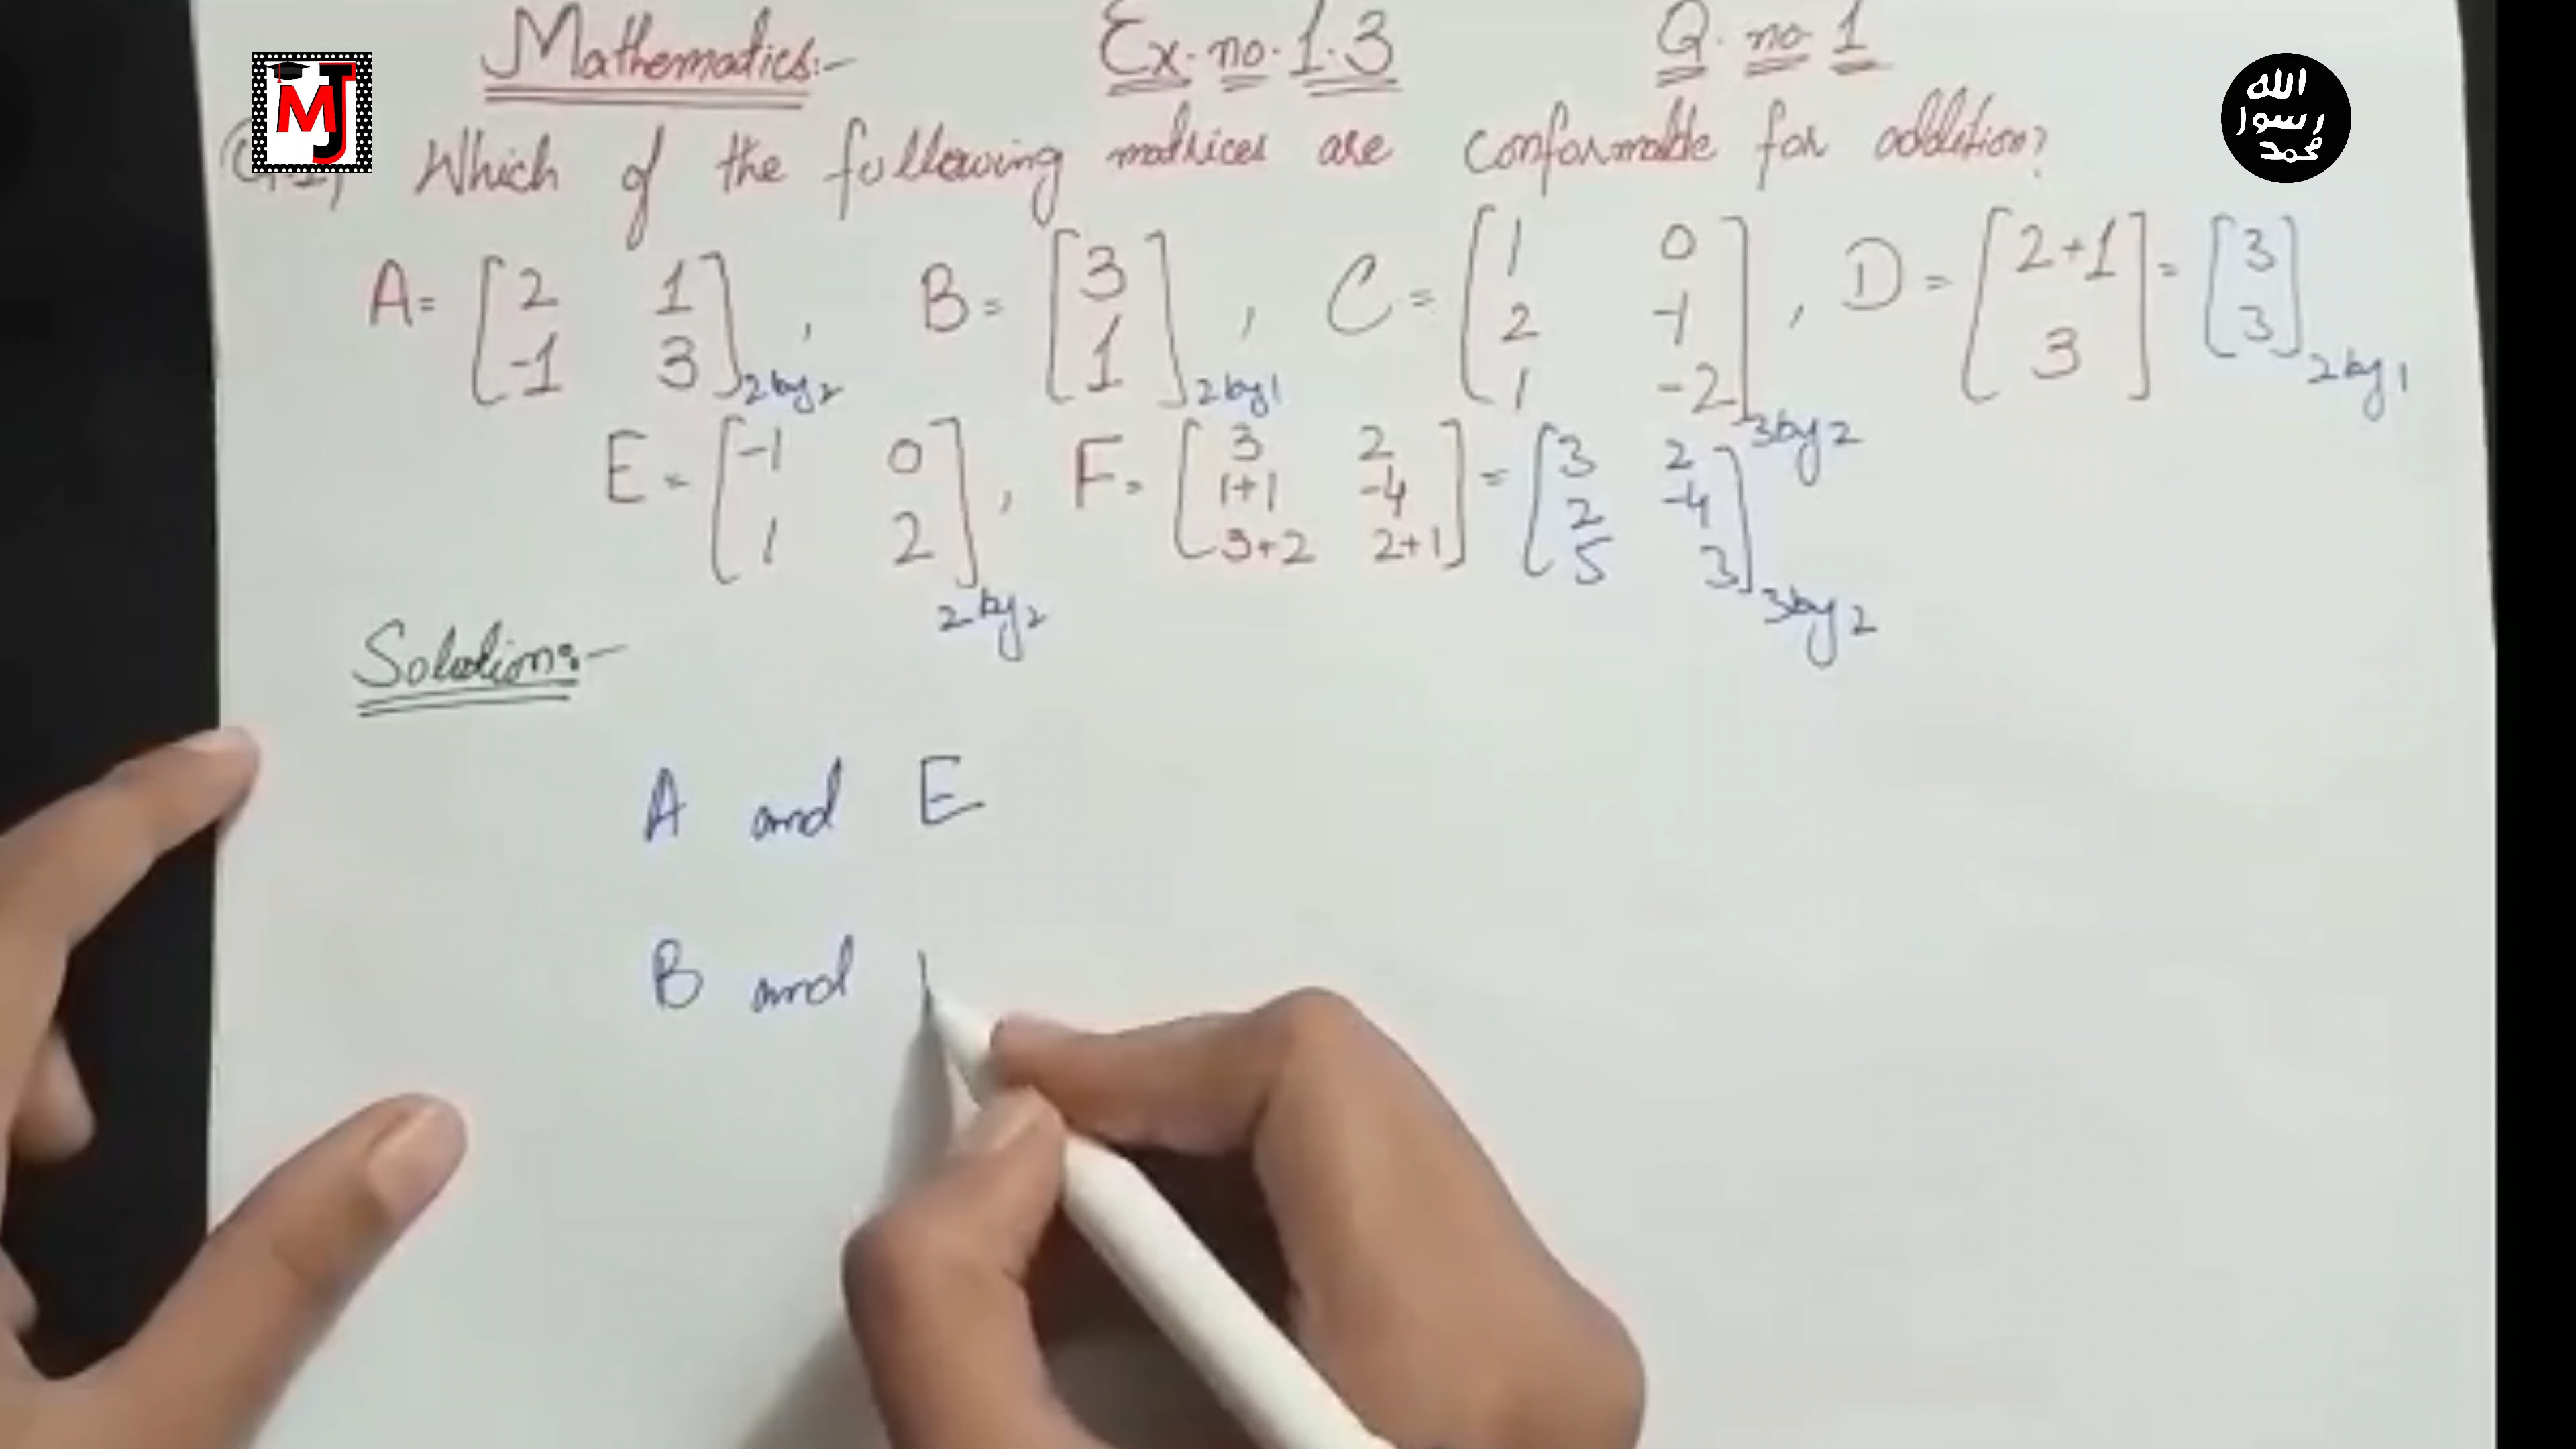 MJ
الله
رسول
محمد
Mathematics:- Ex. no. 1.3 Q. no 1
Which of the following matrices are conformable for addition?
A = [2 1; -1 3] 2 by 2 , B = [3; 1] 2 by 1 , C = [1 0; 2 -1; 1 -2] 3 by 2 , D = [2+1; 3] = [3; 3] 2 by 1
E = [-1 0; 1 2] 2 by 2 , F = [3 2; 1+1 -4; 3+2 2+1] = [3 2; 2 -4; 5 3] 3 by 2
Solution:-
A and E
B and